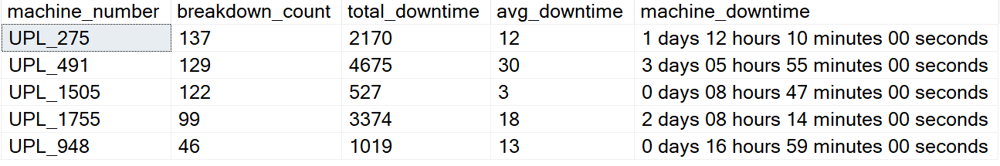 machine_number breakdown_count total_downtime avg_downtime machine_downtime
UPL_275 137 2170 12 1 days 12 hours 10 minutes 00 seconds
UPL_491 129 4675 30 3 days 05 hours 55 minutes 00 seconds
UPL_1505 122 527 3 0 days 08 hours 47 minutes 00 seconds
UPL_1755 99 3374 18 2 days 08 hours 14 minutes 00 seconds
UPL_948 46 1019 13 0 days 16 hours 59 minutes 00 seconds